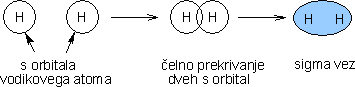 H H H H H H
s orbitala
vodikovega atoma
čelno prekrivanje
dveh s orbital
sigma vez